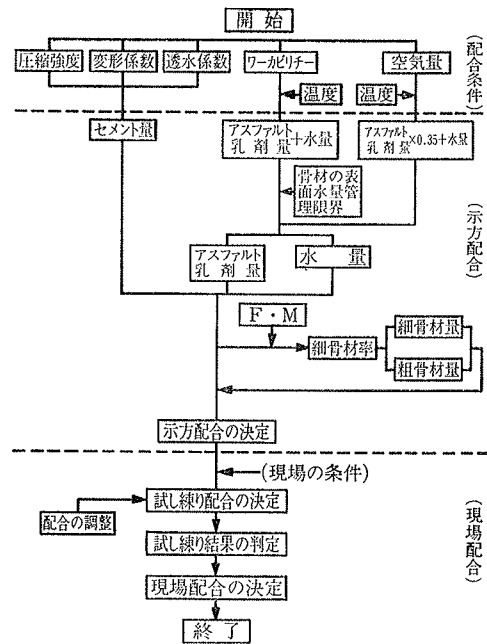 開始
圧縮強度
変形係数
透水係数
ワーカビリチー
空気量
(配合条件)
温度
温度
セメント量
アスファルト
乳剤量
+水量
アスファルト
乳剤量
×0.35+水量
骨材の表
面水量管
理限界
(示方配合)
アスファルト
乳剤量
水量
F・M
細骨材率
細骨材量
粗骨材量
示方配合の決定
(現場の条件)
試し練り配合の決定
配合の調整
試し練り結果の判定
(現場配合)
現場配合の決定
終了